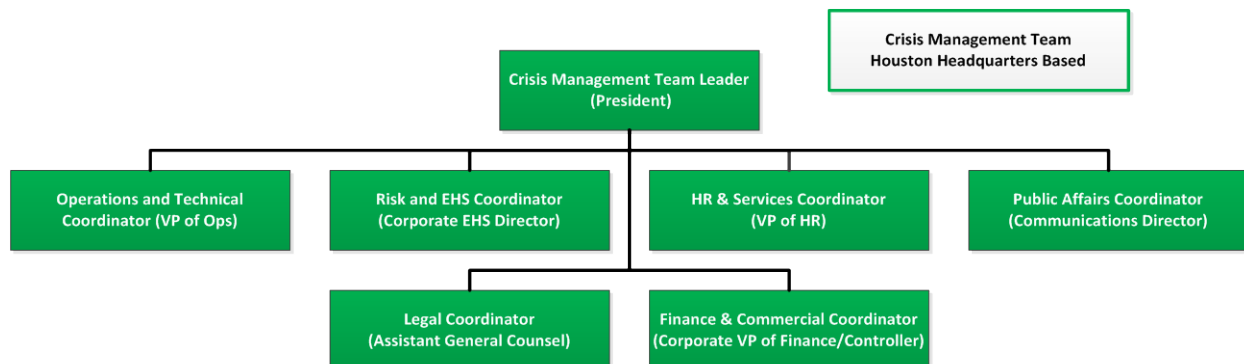 Crisis Management Team
Houston Headquarters Based
Crisis Management Team Leader
(President)
Operations and Technical
Coordinator (VP of Ops)
Risk and EHS Coordinator
(Corporate EHS Director)
HR & Services Coordinator
(VP of HR)
Public Affairs Coordinator
(Communications Director)
Legal Coordinator
(Assistant General Counsel)
Finance & Commercial Coordinator
(Corporate VP of Finance/Controller)